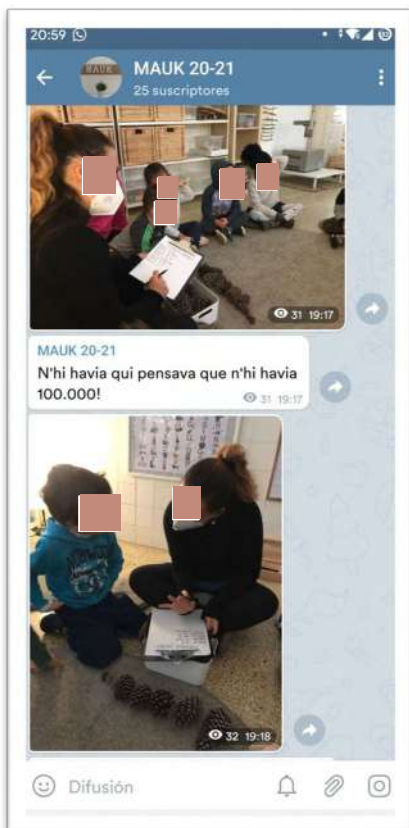 20:59
MAUK
MAUK 20-21
25 suscriptores
31 19:17
MAUK 20-21
N'hi havia qui pensava que n'hi havia
100.000!
31 19:17
32 19:18
Difusión